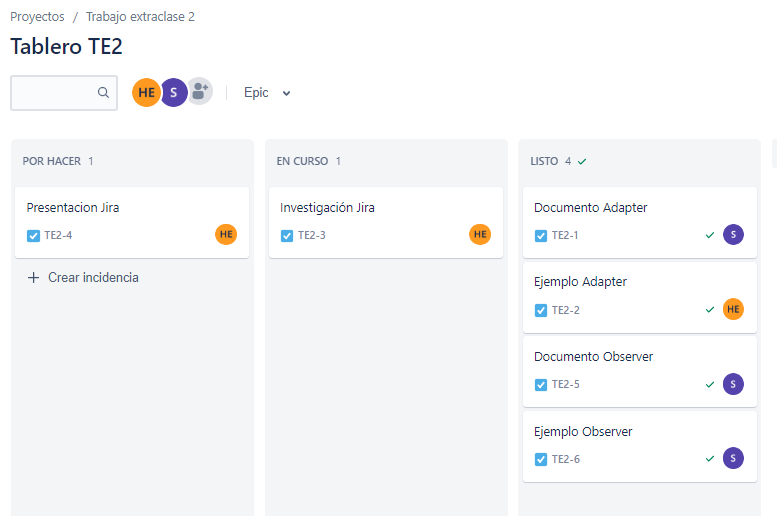 Proyectos / Trabajo extraclase 2
Tablero TE2
HE S Epic
POR HACER 1
Presentacion Jira
TE2-4 HE
+ Crear incidencia
EN CURSO 1
Investigación Jira
TE2-3 HE
LISTO 4
Documento Adapter
TE2-1 S
Ejemplo Adapter
TE2-2 HE
Documento Observer
TE2-5 S
Ejemplo Observer
TE2-6 S